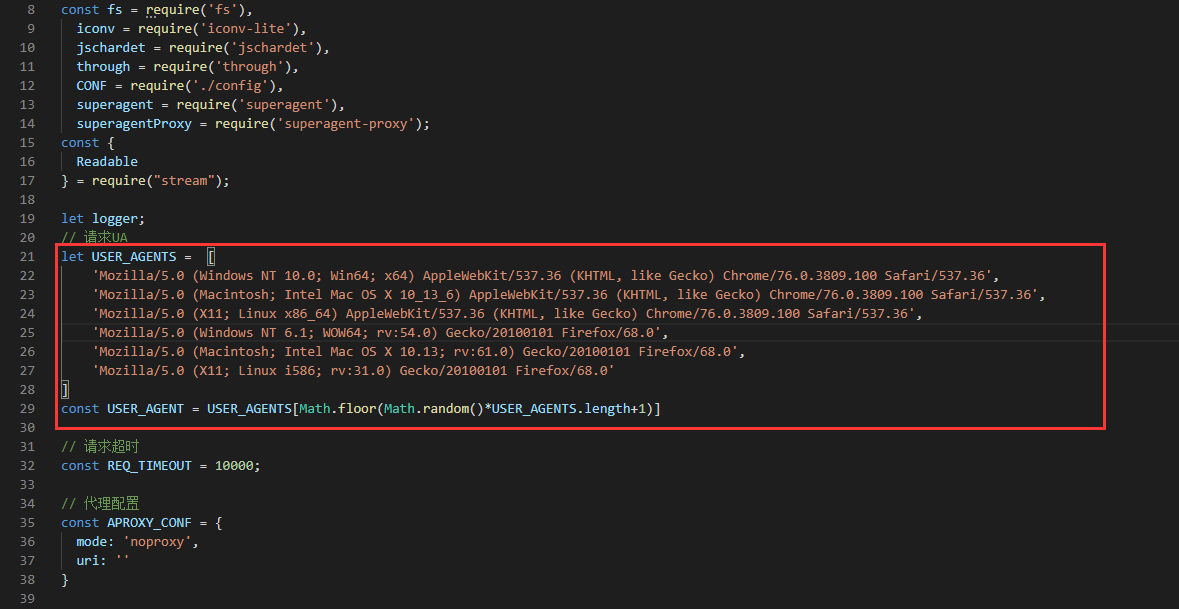 8 const fs = require('fs'),
9 iconv = require('iconv-lite'),
10 jschardet = require('jschardet'),
11 through = require('through'),
12 CONF = require('./config'),
13 superagent = require('superagent'),
14 superagentProxy = require('superagent-proxy');
15 const {
16 Readable
17 } = require("stream");
18
19 let logger;
20 // 请求UA
21 let USER_AGENTS =  [
22 'Mozilla/5.0 (Windows NT 10.0; Win64; x64) AppleWebKit/537.36 (KHTML, like Gecko) Chrome/76.0.3809.100 Safari/537.36',
23 'Mozilla/5.0 (Macintosh; Intel Mac OS X 10_13_6) AppleWebKit/537.36 (KHTML, like Gecko) Chrome/76.0.3809.100 Safari/537.36',
24 'Mozilla/5.0 (X11; Linux x86_64) AppleWebKit/537.36 (KHTML, like Gecko) Chrome/76.0.3809.100 Safari/537.36',
25 'Mozilla/5.0 (Windows NT 6.1; WOW64; rv:54.0) Gecko/20100101 Firefox/68.0',
26 'Mozilla/5.0 (Macintosh; Intel Mac OS X 10.13; rv:61.0) Gecko/20100101 Firefox/68.0',
27 'Mozilla/5.0 (X11; Linux i586; rv:31.0) Gecko/20100101 Firefox/68.0'
28 ]
29 const USER_AGENT = USER_AGENTS[Math.floor(Math.random()*USER_AGENTS.length+1)]
30
31 // 请求超时
32 const REQ_TIMEOUT = 10000;
33
34 // 代理配置
35 const APROXY_CONF = {
36 mode: 'noproxy',
37 uri: ''
38 }
39